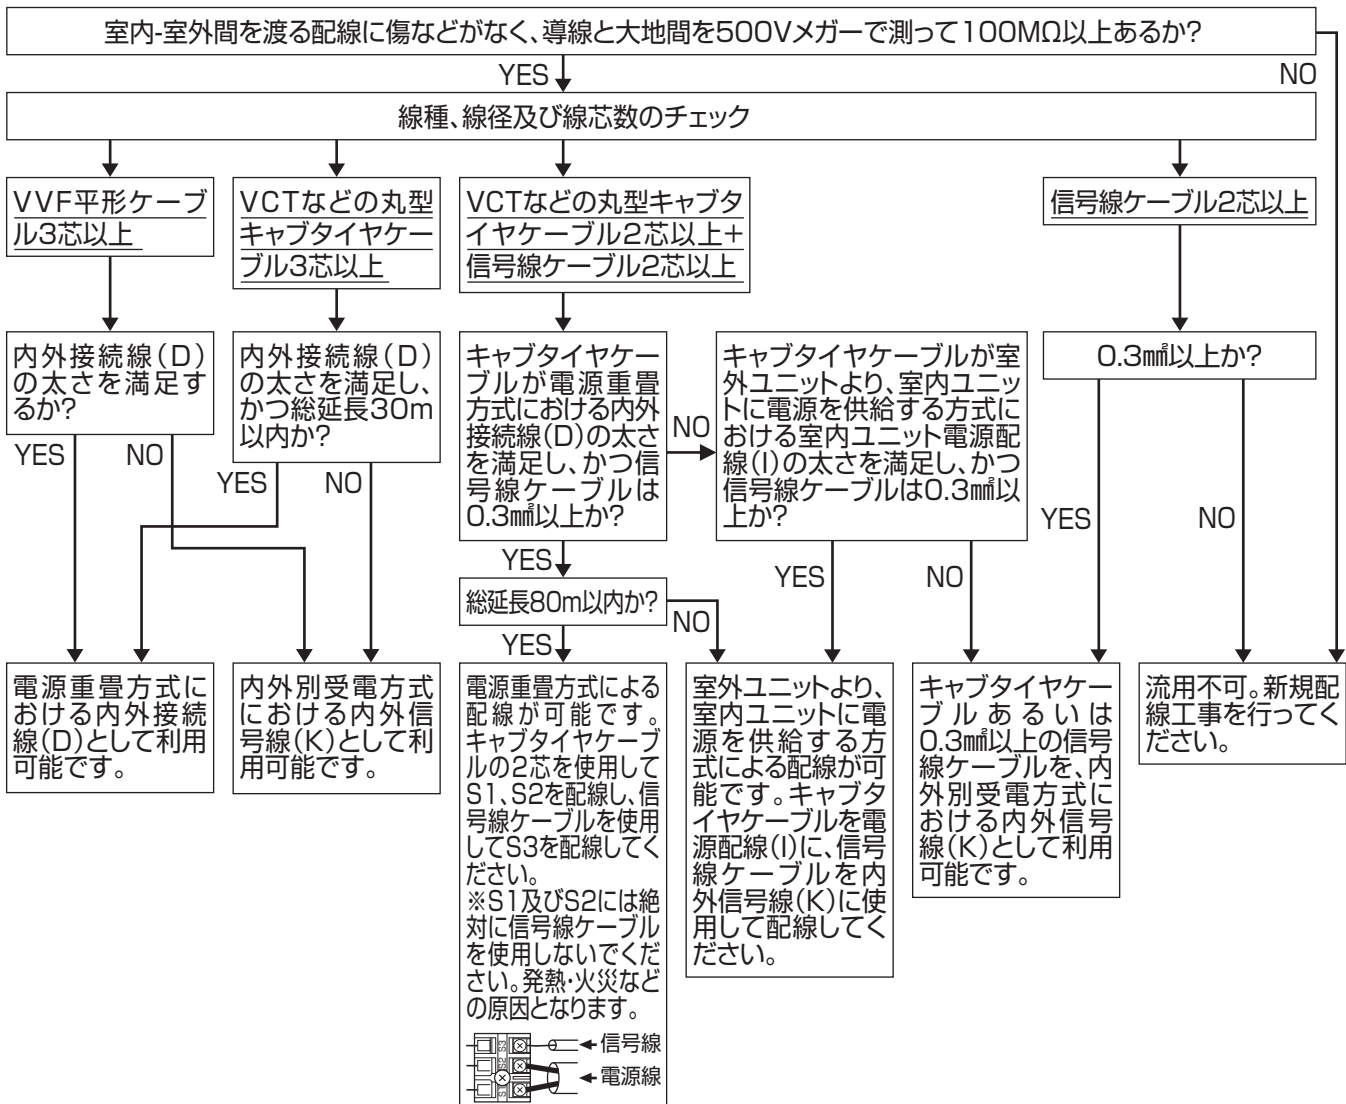 室内-室外間を渡る配線に傷などがなく、導線と大地間を500Vメガーで測って100MΩ以上あるか?
YES
NO
線種、線径及び線芯数のチェック
VVF平形ケーブ
ル3芯以上
VCTなどの丸型
キャブタイヤケー
ブル3芯以上
VCTなどの丸型キャブタ
イヤケーブル2芯以上+
信号線ケーブル2芯以上
信号線ケーブル2芯以上
内外接続線(D)
の太さを満足す
るか?
YES
NO
内外接続線(D)
の太さを満足し、
かつ総延長30m
以内か?
YES
NO
キャブタイヤケー
ブルが電源重畳
方式における内外
接続線(D)の太さ
を満足し、かつ信
号線ケーブルは
0.3㎟以上か?
NO
YES
キャブタイヤケーブルが室
外ユニットより、室内ユニッ
トに電源を供給する方式に
おける室内ユニット電源配
線(I)の太さを満足し、かつ
信号線ケーブルは0.3㎟以
上か?
YES
NO
0.3㎟以上か?
YES
NO
総延長80m以内か?
NO
YES
電源重畳方式に
おける内外接続
線(D)として利用
可能です。
内外別受電方式
における内外信
号線(K)として利
用可能です。
電源重畳方式による
配線が可能です。
キャブタイヤケーブ
ルの2芯を使用して
S1、S2を配線し、信
号線ケーブルを使用
してS3を配線してく
ださい。
※S1及びS2には絶
対に信号線ケーブル
を使用しないでくだ
さい。発熱・火災など
の原因となります。
S3
S2
S1
信号線
電源線
室外ユニットより、
室内ユニットに電
源を供給する方
式による配線が可
能です。キャブタ
イヤケーブルを電
源配線(I)に、信号
線ケーブルを内
外信号線(K)に使
用して配線してく
ださい。
キャブタイヤケー
ブルあるいは
0.3㎟以上の信号
線ケーブルを、内
外別受電方式に
おける内外信号
線(K)として利用
可能です。
流用不可。新規配
線工事を行ってく
ださい。